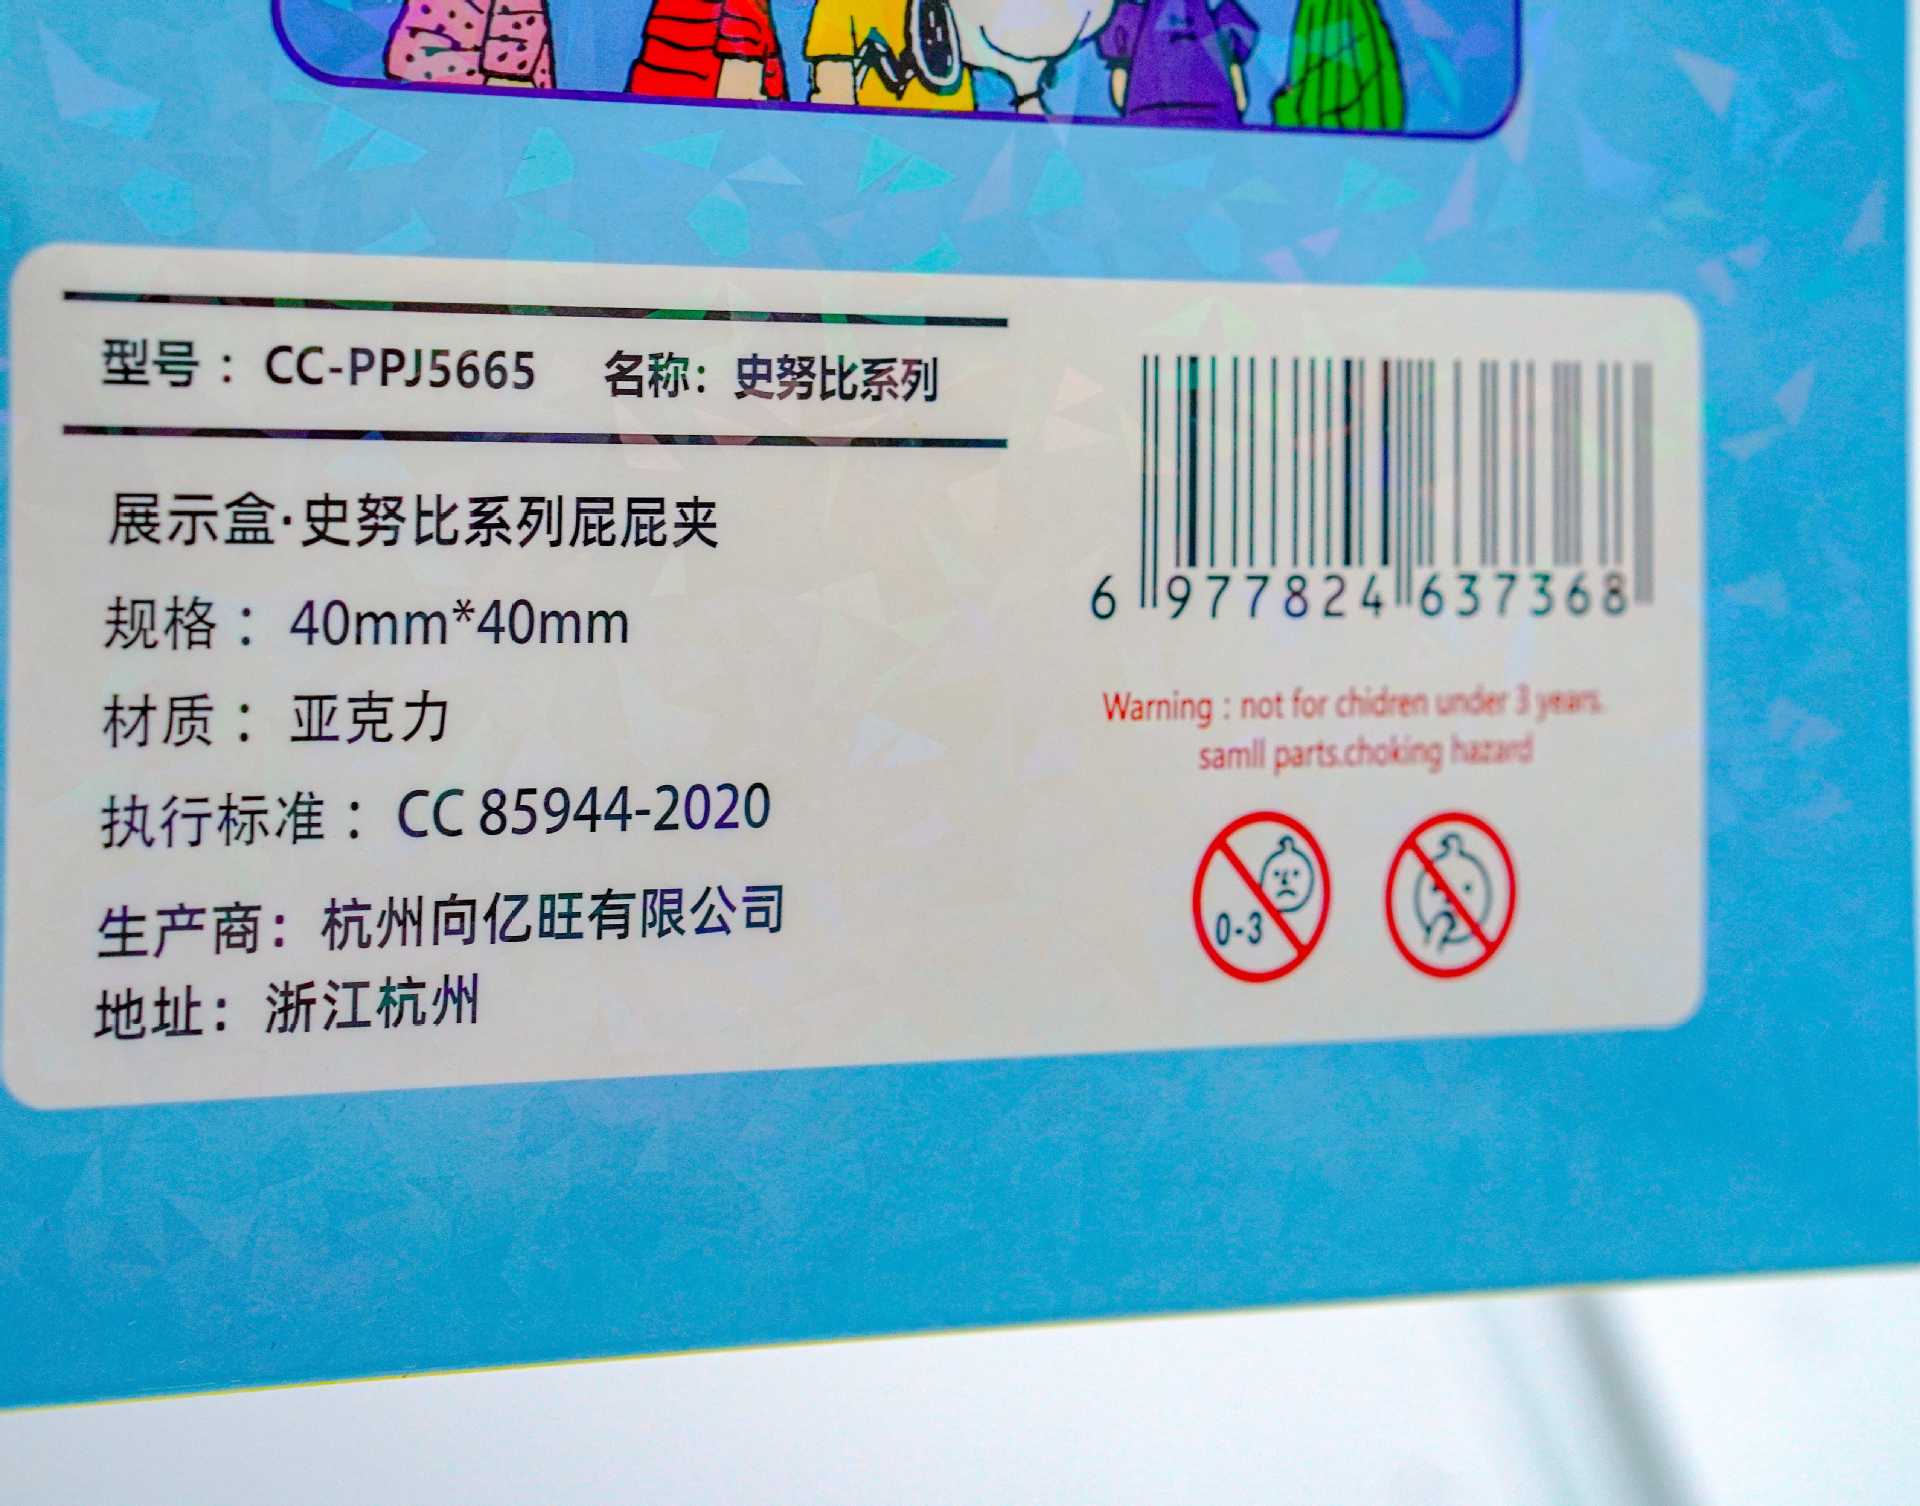 型号：CC-PPJ5665 名称：史努比系列
展示盒·史努比系列屁屁夹
规格：40mm*40mm
材质：亚克力
执行标准：CC 85944-2020
生产商：杭州向亿旺有限公司
地址：浙江杭州
6 977824 637368
Warning : not for chidren under 3 years.
samll parts.choking hazard
0-3